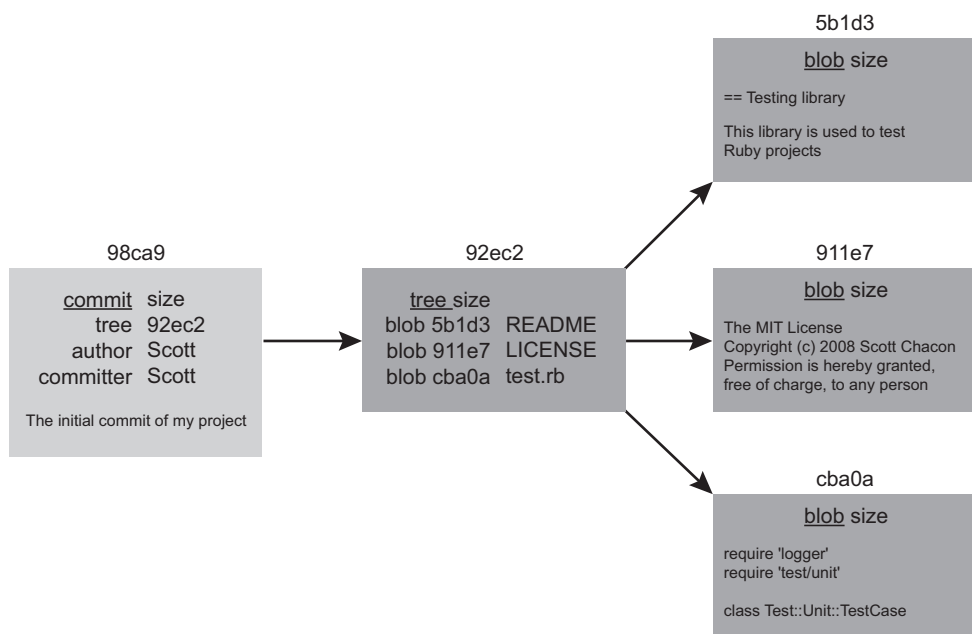 98ca9
commit size
tree 92ec2
author Scott
committer Scott
The initial commit of my project
92ec2
tree size
blob 5b1d3 README
blob 911e7 LICENSE
blob cba0a test.rb
5b1d3
blob size
== Testing library
This library is used to test
Ruby projects
911e7
blob size
The MIT License
Copyright (c) 2008 Scott Chacon
Permission is hereby granted,
free of charge, to any person
cba0a
blob size
require 'logger'
require 'test/unit'
class Test::Unit::TestCase